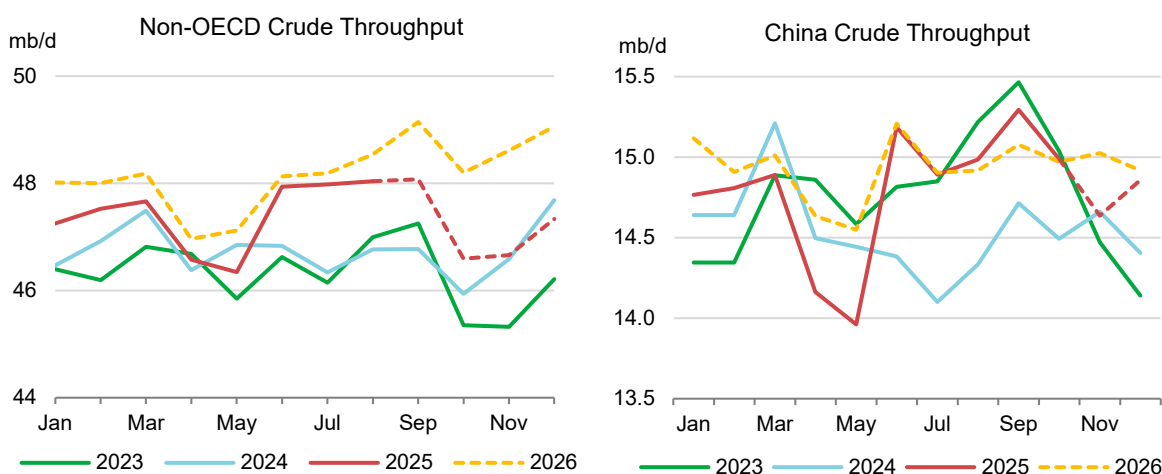 Non-OECD Crude Throughput
mb/d
50
48
46
44
Jan Mar May Jul Sep Nov
2023 2024 2025 2026
China Crude Throughput
mb/d
15.5
15.0
14.5
14.0
13.5
Jan Mar May Jul Sep Nov
2023 2024 2025 2026